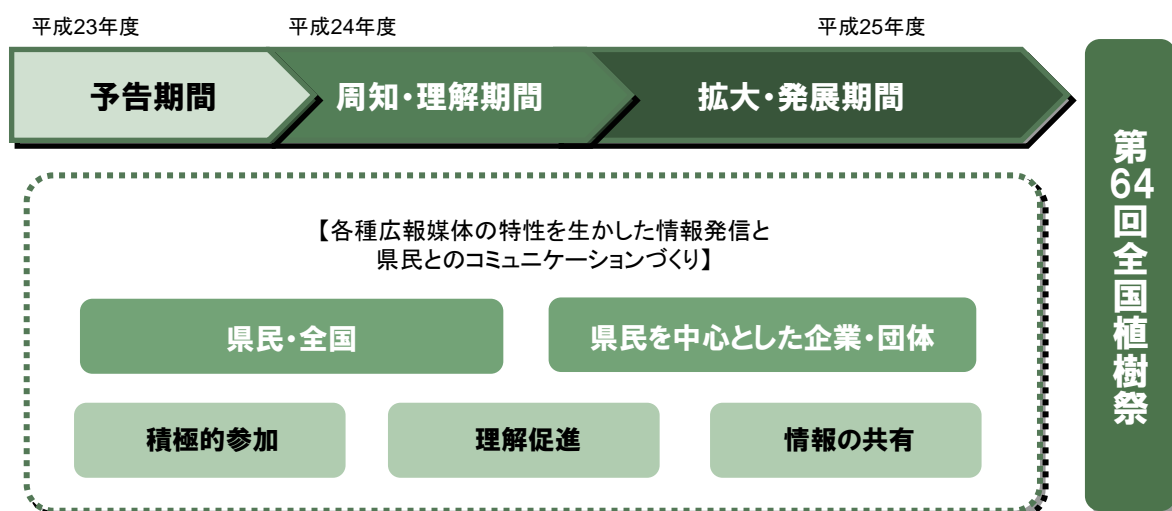 平成23年度
平成24年度
平成25年度
予告期間
周知・理解期間
拡大・発展期間
【各種広報媒体の特性を生かした情報発信と
県民とのコミュニケーションづくり】
県民・全国
県民を中心とした企業・団体
積極的参加
理解促進
情報の共有
第64回全国植樹祭